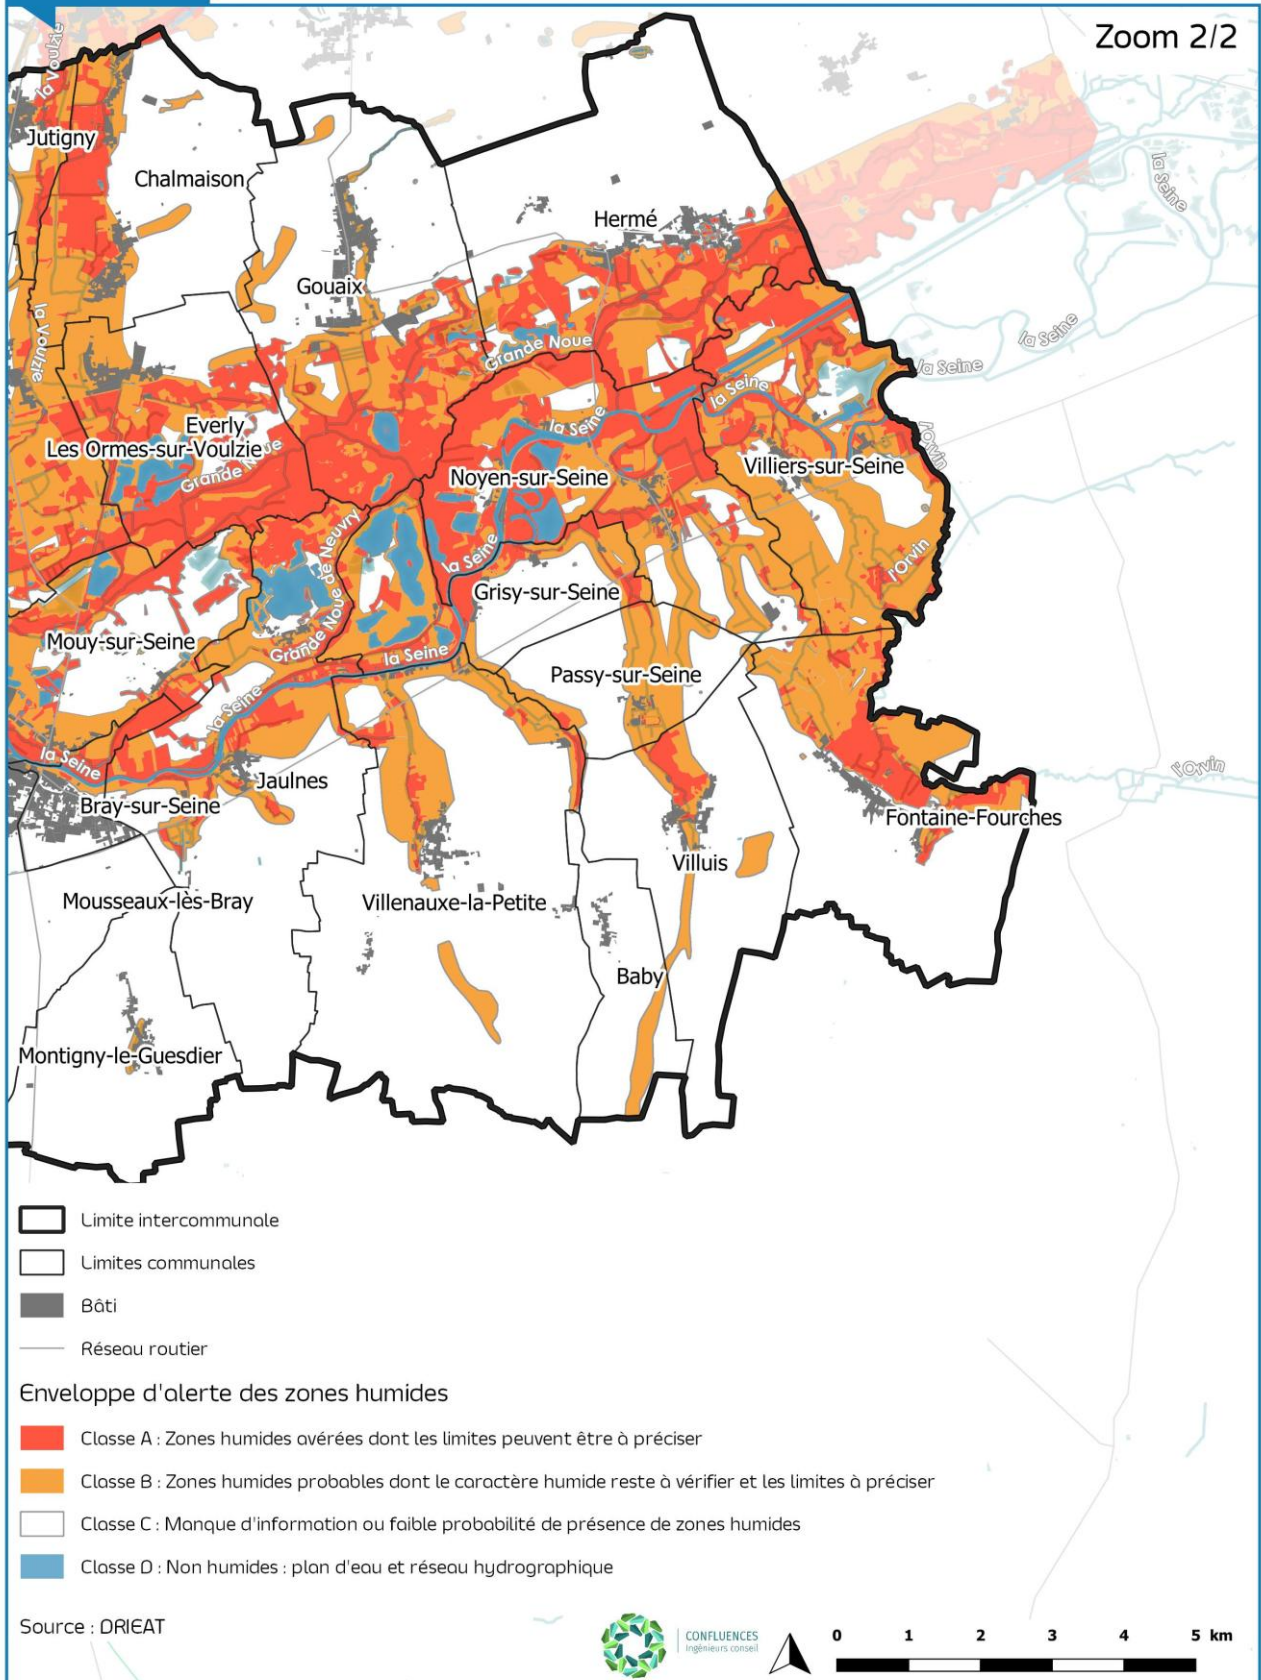 Zoom 2/2
la Voulzie
Jutigny
Chalmaison
la Seine
Hermé
Gouaix
la Voulzie
la Seine
Grande Noue
la Seine
la Seine
la Seine
Everly
l'Orvin
Les Ormes-sur-Voulzie
Grande Noue
Villiers-sur-Seine
Noyen-sur-Seine
Grande Noue de Neuvry
la Seine
l'Orvin
Grisy-sur-Seine
Mouy-sur-Seine
la Seine
Passy-sur-Seine
la Seine
la Seine
l'Orvin
Jaulnes
Bray-sur-Seine
Fontaine-Fourches
Villuis
Mousseaux-lès-Bray
Villenauxe-la-Petite
Baby
Montigny-le-Guesdier
Limite intercommunale
Limites communales
Bâti
Réseau routier
Enveloppe d'alerte des zones humides
Classe A : Zones humides avérées dont les limites peuvent être à préciser
Classe B : Zones humides probables dont le caractère humide reste à vérifier et les limites à préciser
Classe C : Manque d'information ou faible probabilité de présence de zones humides
Classe D : Non humides : plan d'eau et réseau hydrographique
Source : DRIEAT
CONFLUENCES
Ingénieurs conseil
0 1 2 3 4 5 km